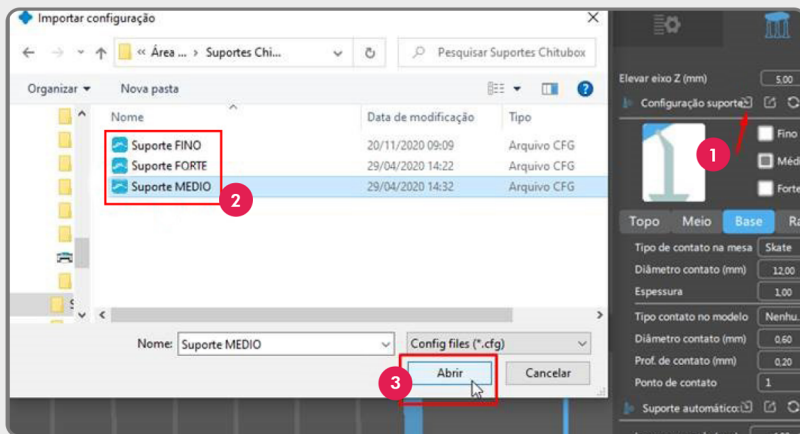 Importar configuração
« Área ... › Suportes Chi...
Pesquisar Suportes Chitubox
Organizar
Nova pasta
Nome
Data de modificação
Tipo
Suporte FINO
20/11/2020 09:09
Arquivo CFG
Suporte FORTE
29/04/2020 14:22
Arquivo CFG
Suporte MEDIO
29/04/2020 14:32
Arquivo CFG
2
Nome:
Suporte MEDIO
Config files (*.cfg)
3
Abrir
Cancelar
Elevar eixo Z (mm)
5,00
Configuração suporte
1
Fino
Médi
Forte
Topo
Meio
Base
Ra
Tipo de contato na mesa
Skate
Diâmetro contato (mm)
12,00
Espessura
1,00
Tipo contato no modelo
Nenhu.
Diâmetro contato (mm)
0,60
Prof. de contato (mm)
0,20
Ponto de contato
1
Suporte automático: